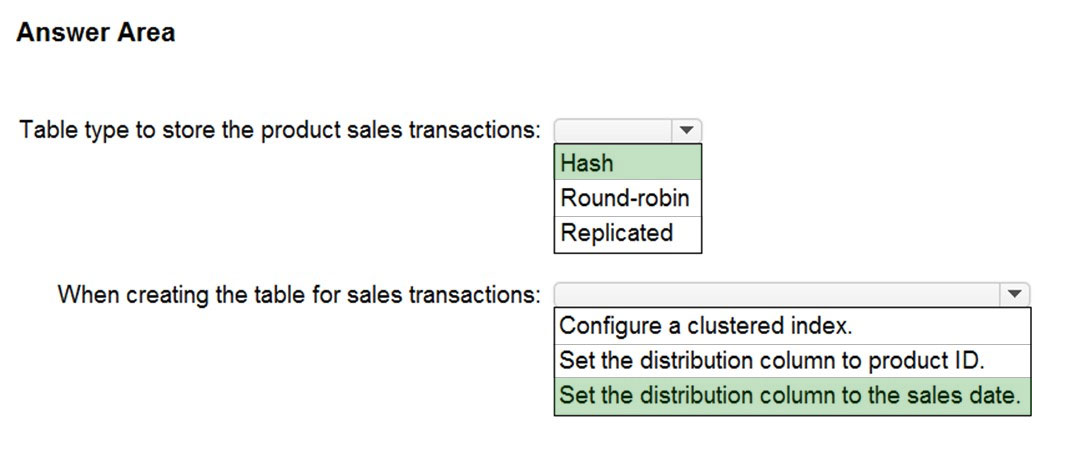 Answer Area
Table type to store the product sales transactions:
Hash
Round-robin
Replicated
When creating the table for sales transactions:
Configure a clustered index.
Set the distribution column to product ID.
Set the distribution column to the sales date.